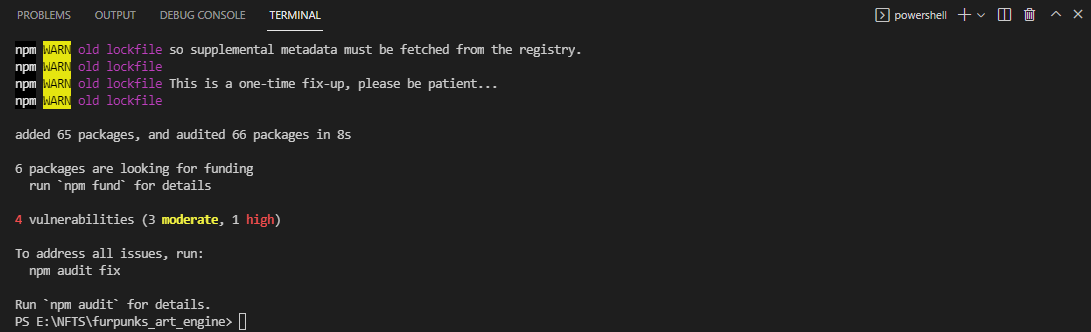 PROBLEMS OUTPUT DEBUG CONSOLE TERMINAL powershell
npm WARN old lockfile so supplemental metadata must be fetched from the registry.
npm WARN old lockfile
npm WARN old lockfile This is a one-time fix-up, please be patient...
npm WARN old lockfile
added 65 packages, and audited 66 packages in 8s
6 packages are looking for funding
run `npm fund` for details
4 vulnerabilities (3 moderate, 1 high)
To address all issues, run:
npm audit fix
Run `npm audit` for details.
PS E:\NFTS\furpunks_art_engine>